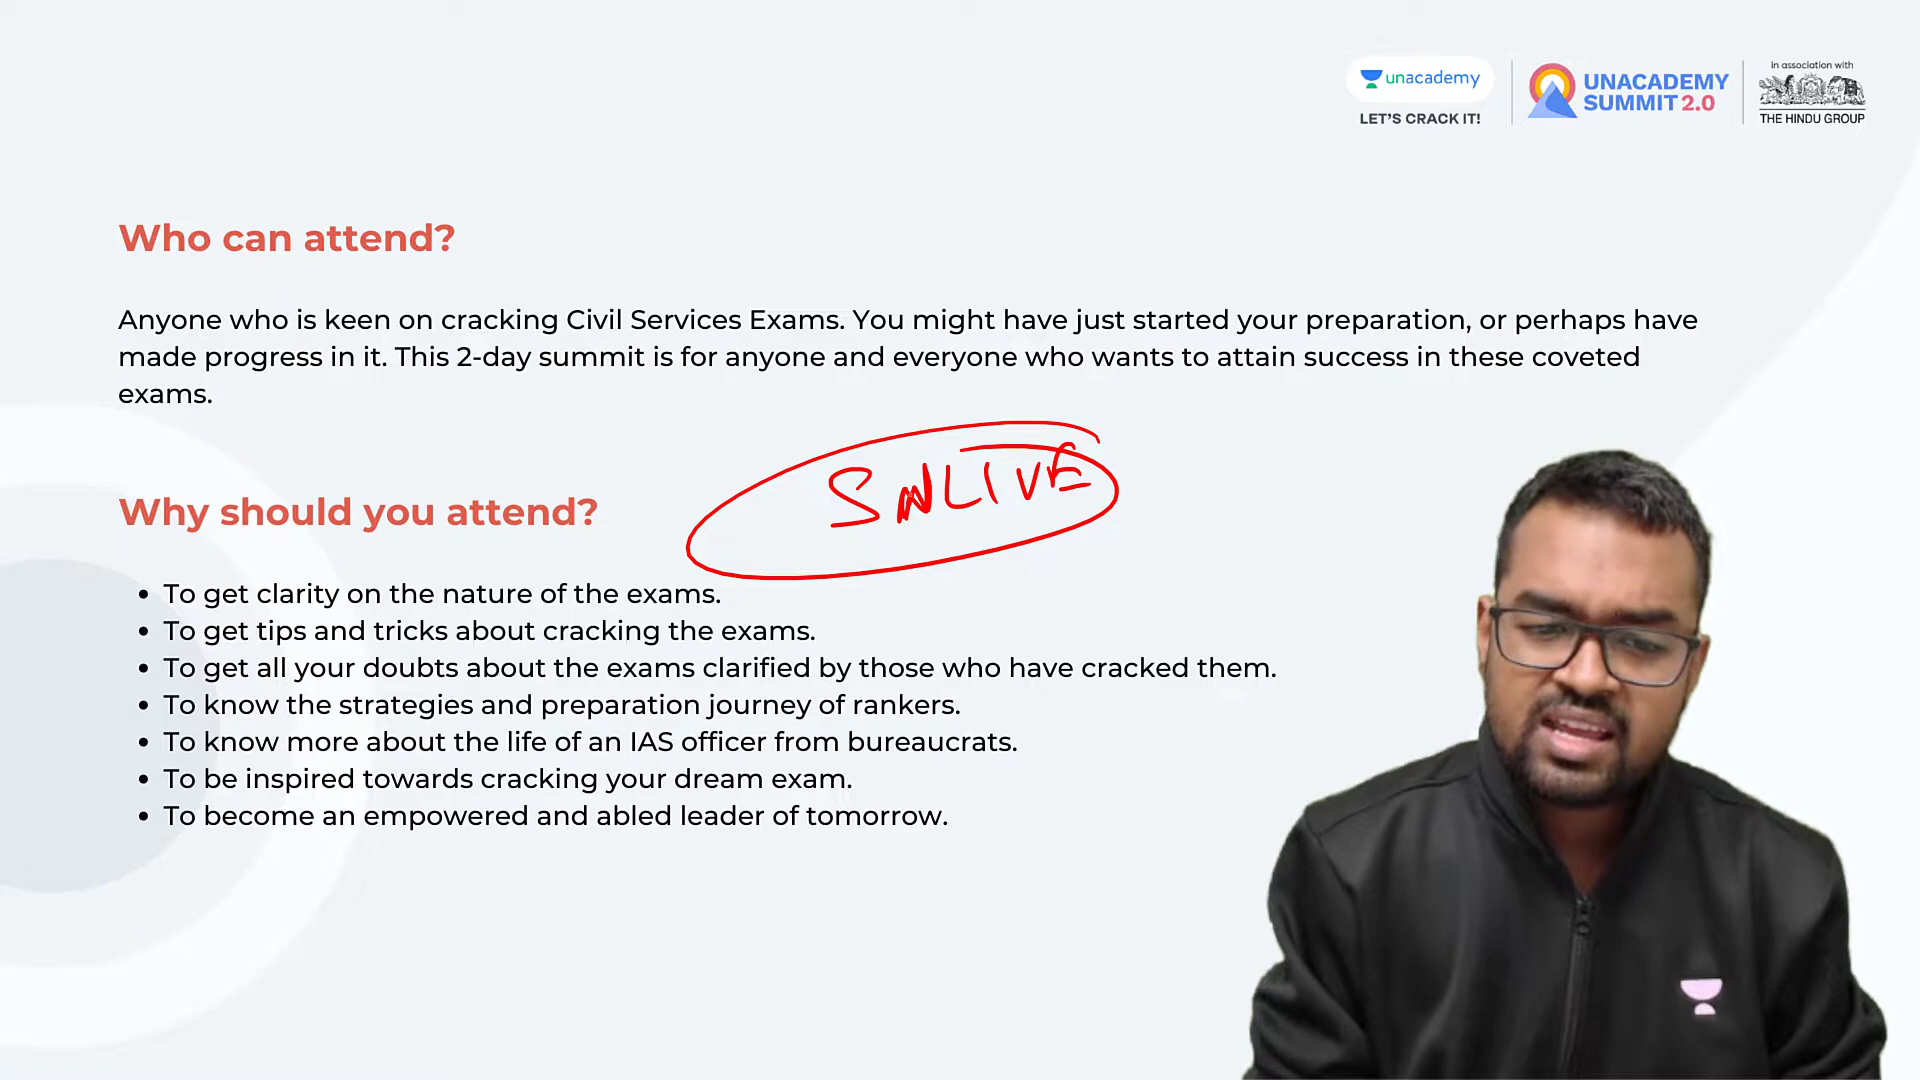 unacademy
LET'S CRACK IT!
UNACADEMY
SUMMIT 2.0
In association with
THE HINDU GROUP
Who can attend?
Anyone who is keen on cracking Civil Services Exams. You might have just started your preparation, or perhaps have
made progress in it. This 2-day summit is for anyone and everyone who wants to attain success in these coveted
exams.
SNLIVE
Why should you attend?
• To get clarity on the nature of the exams.
• To get tips and tricks about cracking the exams.
• To get all your doubts about the exams clarified by those who have cracked them.
• To know the strategies and preparation journey of rankers.
• To know more about the life of an IAS officer from bureaucrats.
• To be inspired towards cracking your dream exam.
• To become an empowered and abled leader of tomorrow.